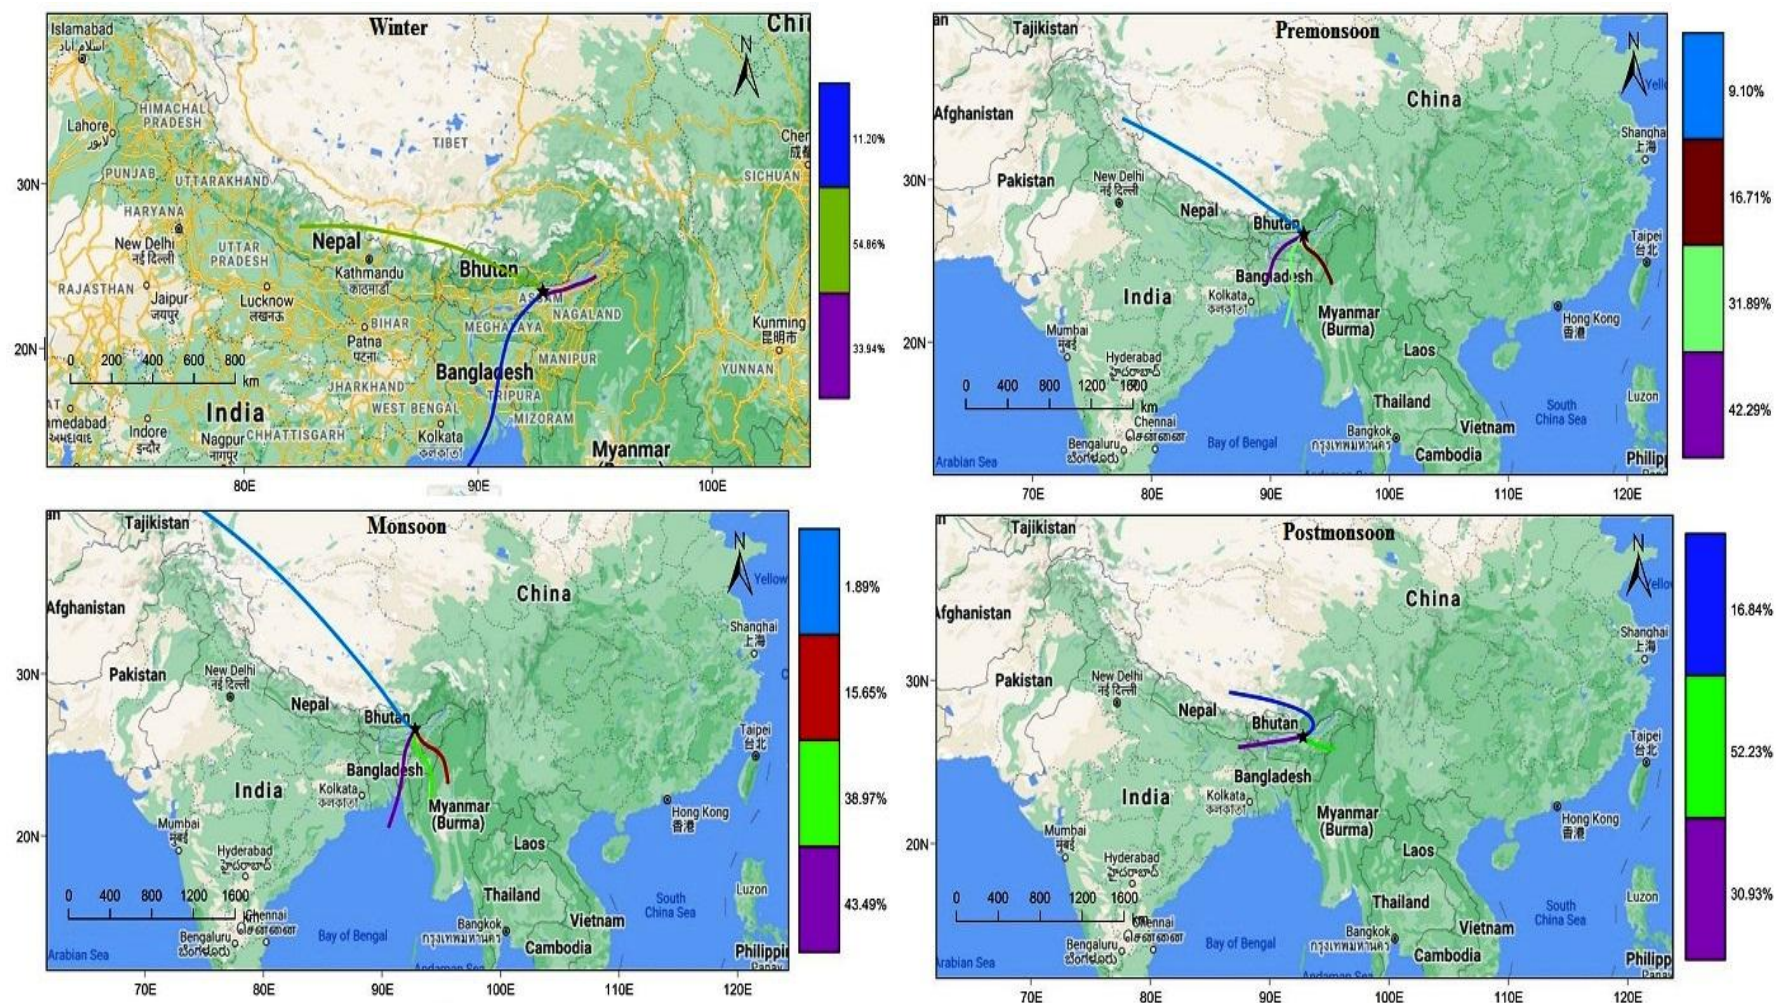 Winter
Islamabad
اسلام آباد
HIMACHAL
PRADESH
Lahore
لاہور
TIBET
PUNJAB
UTTARAKHAND
SICHUAN
30N
HARYANA
New Delhi
नई दिल्ली
UTTAR
PRADESH
Nepal
Kathmandu
काठमाडौं
Bhutan
RAJASTHAN
Jaipur
जयपुर
Lucknow
लखनऊ
ASSAM
NAGALAND
MEGHALAYA
BIHAR
Patna
पटना
Kunming
昆明市
20N
MANIPUR
YUNNAN
0 200 400 600 800
km
Bangladesh
JHARKHAND
TRIPURA
WEST BENGAL
MIZORAM
India
Indore
इन्दौर
Nagpur
नागपुर
CHHATTISGARH
Kolkata
কলকাতা
Myanmar
80E 90E 100E
N
11.20%
54.86%
33.94%
Premonsoon
Tajikistan
Afghanistan
China
Shanghai
上海
30N
Pakistan
New Delhi
नई दिल्ली
Nepal
Bhutan
Taipei
台北
Bangladesh
India
Kolkata
কলকাতা
Myanmar
(Burma)
Hong Kong
香港
20N
Mumbai
मुंबई
Hyderabad
హైదరాబాద్
Laos
0 400 800 1200 1600
km
Thailand
South
China Sea
Luzon
Chennai
சென்னை
Bengaluru
ಬೆಂಗಳೂರು
Bay of Bengal
Bangkok
กรุงเทพมหานคร
Vietnam
Cambodia
Arabian Sea
70E 80E 90E 100E 110E 120E
N
9.10%
16.71%
31.89%
42.29%
Monsoon
Tajikistan
Afghanistan
China
Yellow
Shanghai
上海
30N
Pakistan
New Delhi
नई दिल्ली
Nepal
Bhutan
Taipei
台北
Bangladesh
India
Kolkata
কলকাতা
Myanmar
(Burma)
Hong Kong
香港
20N
Mumbai
मुंबई
Hyderabad
హైదరాబాద్
Laos
0 400 800 1200 1600
km
Thailand
South
China Sea
Luzon
Chennai
சென்னை
Bengaluru
ಬೆಂಗಳೂರು
Bay of Bengal
Bangkok
กรุงเทพมหานคร
Vietnam
Cambodia
Arabian Sea
70E 80E 90E 100E 110E 120E
N
1.89%
15.65%
38.97%
43.49%
Postmonsoon
Tajikistan
Afghanistan
China
Shanghai
上海
30N
Pakistan
New Delhi
नई दिल्ली
Nepal
Bhutan
Taipei
台北
Bangladesh
India
Kolkata
কলকাতা
Myanmar
(Burma)
Hong Kong
香港
20N
Mumbai
मुंबई
Hyderabad
హైదరాబాద్
Laos
0 400 800 1200 1600
km
Thailand
South
China Sea
Luzon
Chennai
சென்னை
Bengaluru
ಬೆಂಗಳೂರು
Bay of Bengal
Bangkok
กรุงเทพมหานคร
Vietnam
Cambodia
Arabian Sea
70E 80E 90E 100E 110E 120E
N
16.84%
52.23%
30.93%